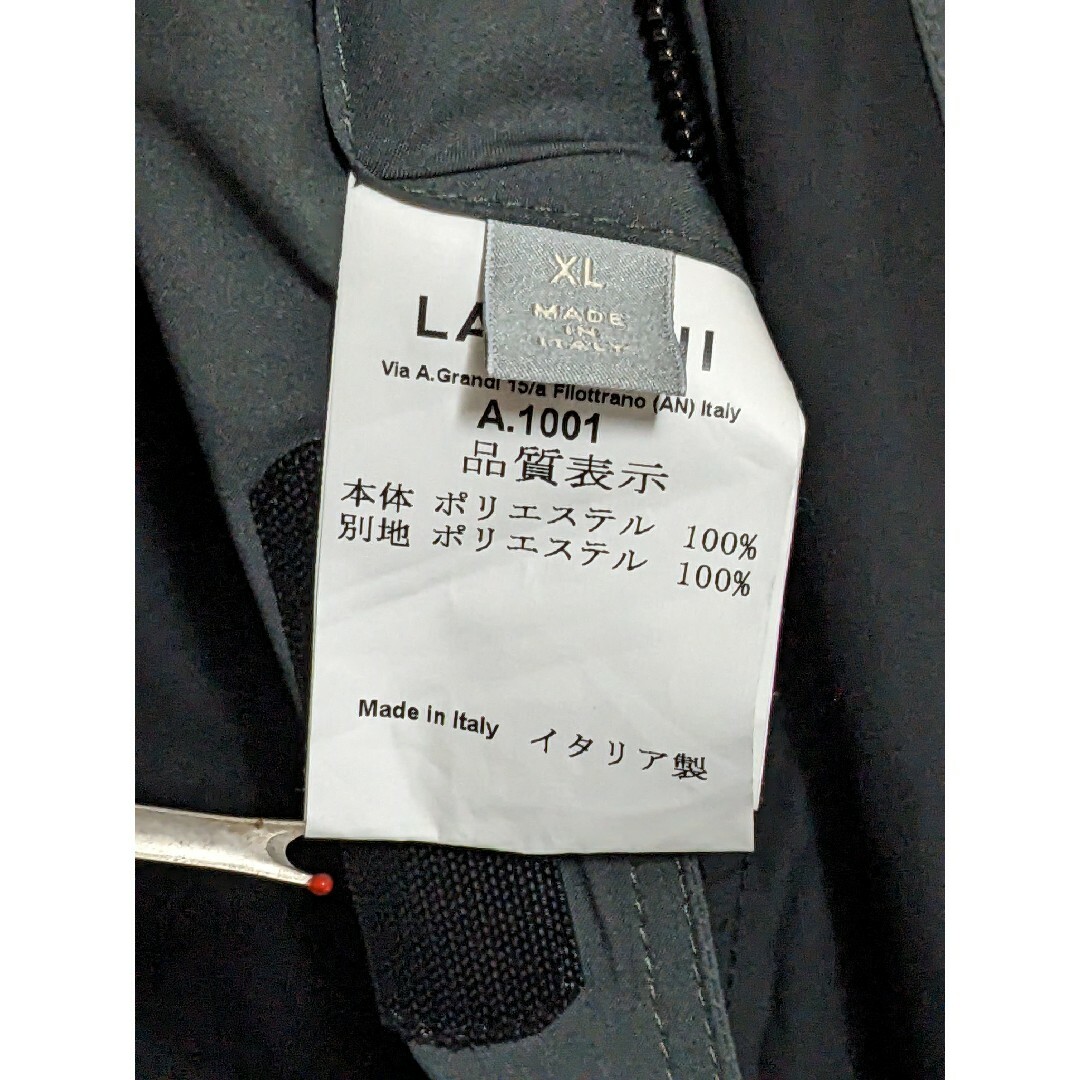 XL
MADE
IN
ITALY
Via A.Grandi 15/a Filottrano (AN) Italy
A.1001
品質表示
本体 ポリエステル 100%
別地 ポリエステル 100%
Made in Italy イタリア製